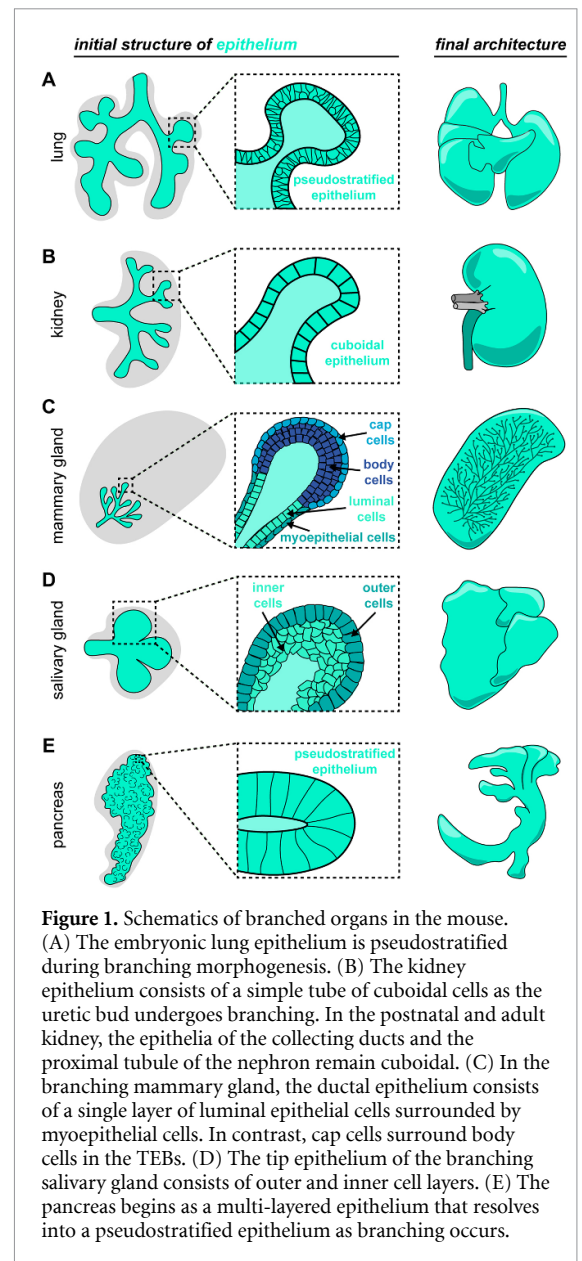 initial structure of epithelium
final architecture
A
lung
pseudostratified
epithelium
B
kidney
cuboidal
epithelium
C
mammary gland
cap
cells
body
cells
luminal
cells
myoepithelial cells
D
salivary gland
inner
cells
outer
cells
E
pancreas
pseudostratified
epithelium
Figure 1. Schematics of branched organs in the mouse.
(A) The embryonic lung epithelium is pseudostratified
during branching morphogenesis. (B) The kidney
epithelium consists of a simple tube of cuboidal cells as the
uretic bud undergoes branching. In the postnatal and adult
kidney, the epithelia of the collecting ducts and the
proximal tubule of the nephron remain cuboidal. (C) In the
branching mammary gland, the ductal epithelium consists
of a single layer of luminal epithelial cells surrounded by
myoepithelial cells. In contrast, cap cells surround body
cells in the TEBs. (D) The tip epithelium of the branching
salivary gland consists of outer and inner cell layers. (E) The
pancreas begins as a multi-layered epithelium that resolves
into a pseudostratified epithelium as branching occurs.